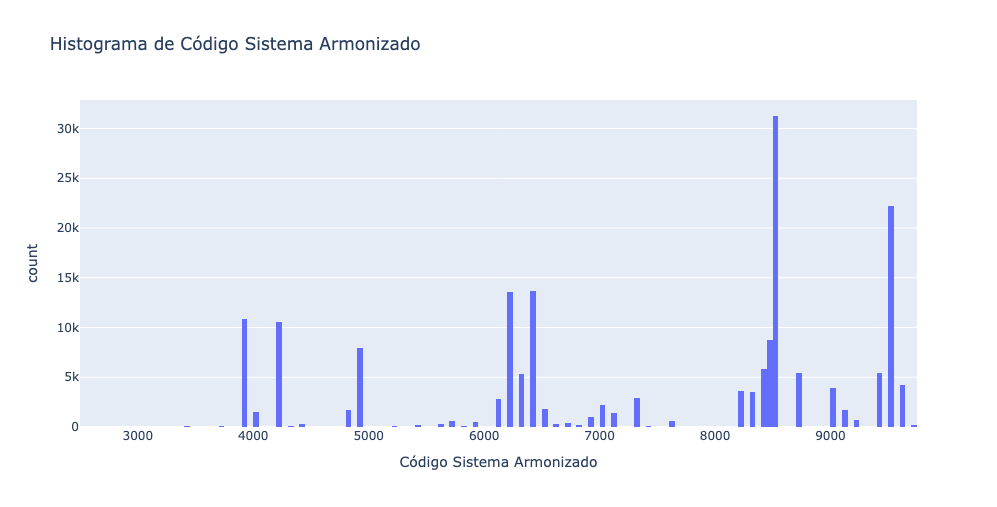 Histograma de Código Sistema Armonizado
30k
25k
20k
15k
10k
5k
0
count
3000 4000 5000 6000 7000 8000 9000
Código Sistema Armonizado